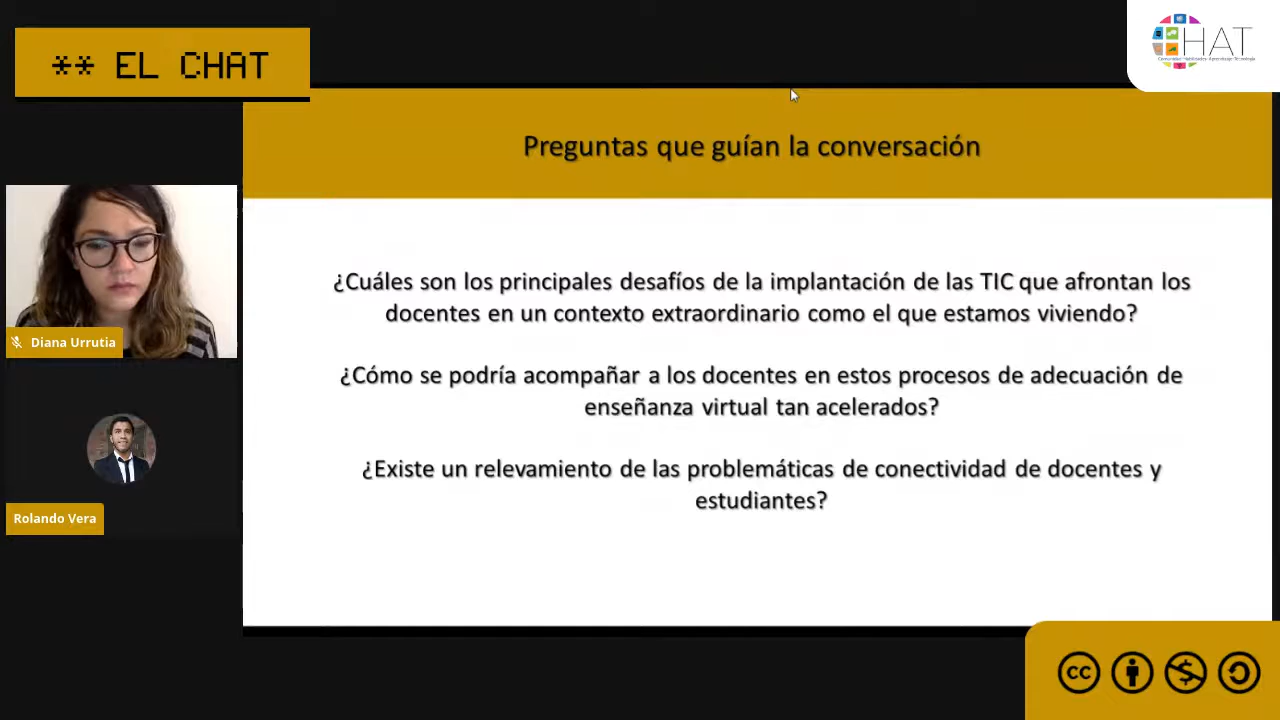 ** EL CHAT
HAT
Preguntas que guían la conversación
Diana Urrutia
Rolando Vera
¿Cuáles son los principales desafíos de la implantación de las TIC que afrontan los
docentes en un contexto extraordinario como el que estamos viviendo?
¿Cómo se podría acompañar a los docentes en estos procesos de adecuación de
enseñanza virtual tan acelerados?
¿Existe un relevamiento de las problemáticas de conectividad de docentes y
estudiantes?
cc